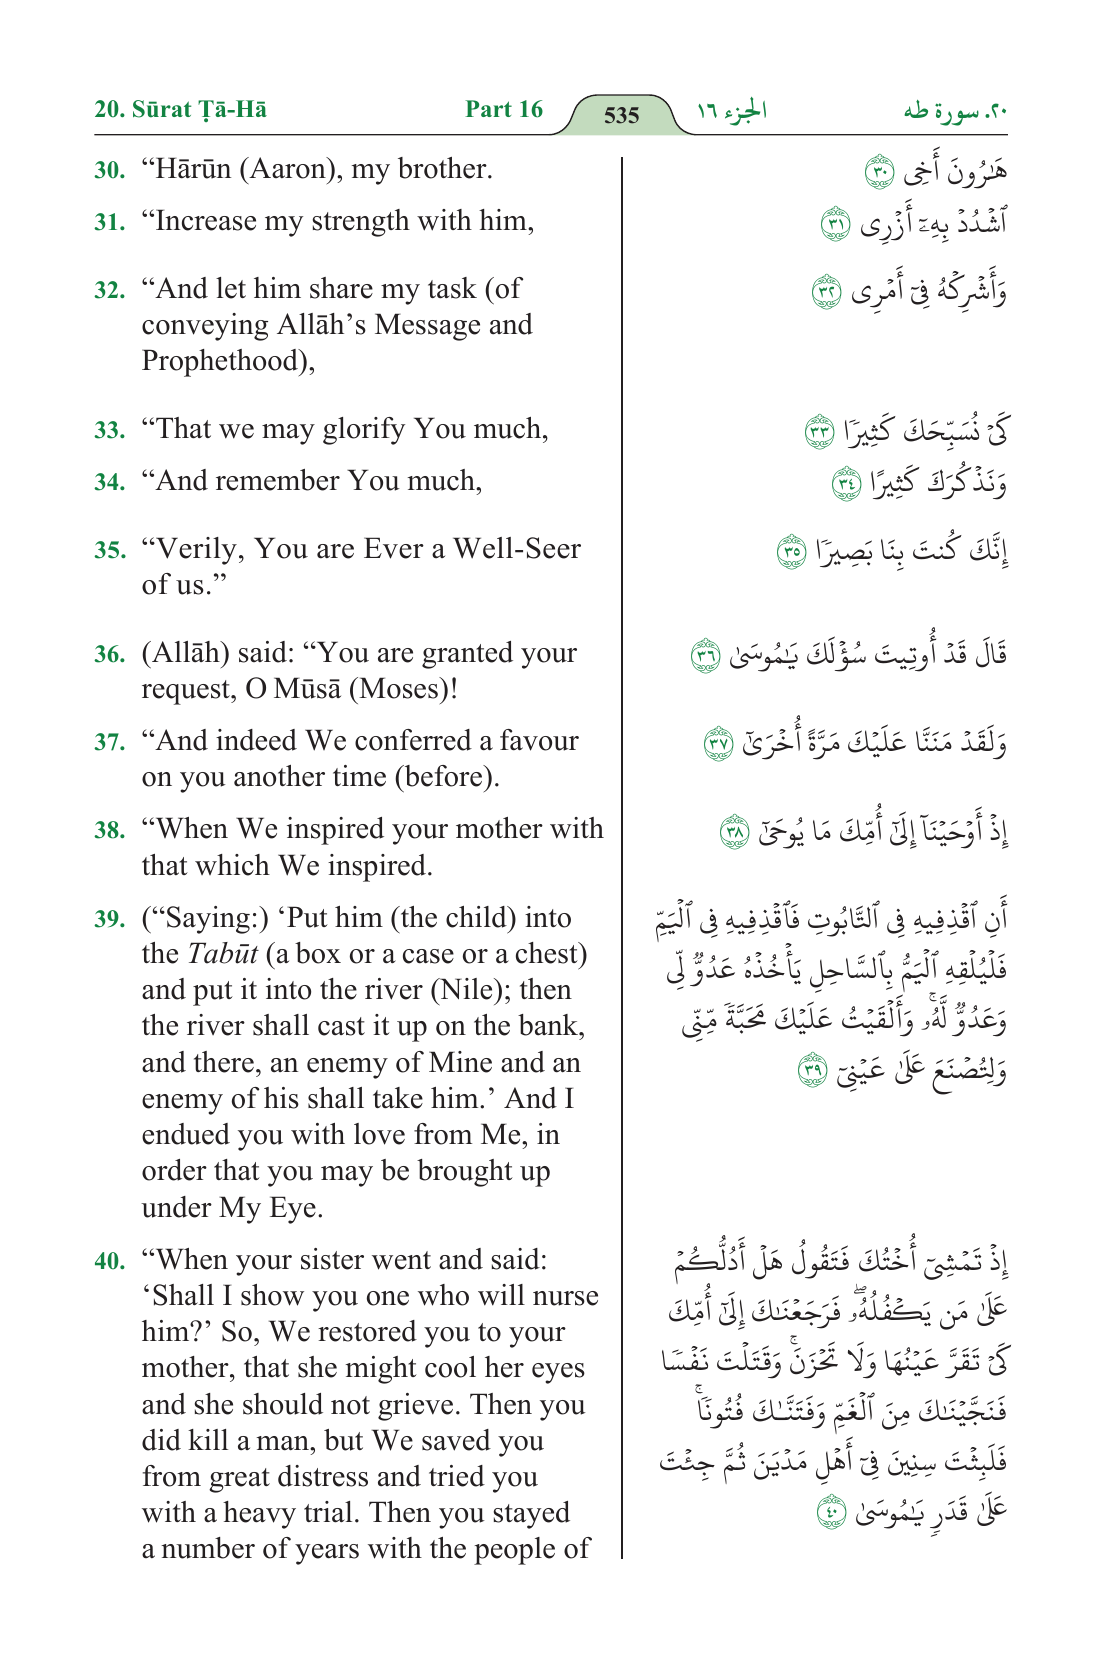 20. Sūrat Ṭā-Hā
Part 16
535
الجزء ١٦
٢٠. سورة طه
30. “Hārūn (Aaron), my brother.
هَـٰرُونَ أَخِى ٣٠
31. “Increase my strength with him,
ٱشْدُدْ بِهِۦٓ أَزْرِى ٣١
32. “And let him share my task (of
conveying Allāh’s Message and
Prophethood),
وَأَشْرِكْهُ فِىٓ أَمْرِى ٣٢
33. “That we may glorify You much,
كَىْ نُسَبِّحَكَ كَثِيرًا ٣٣
34. “And remember You much,
وَنَذْكُرَكَ كَثِيرًا ٣٤
35. “Verily, You are Ever a Well-Seer
of us.”
إِنَّكَ كُنتَ بِنَا بَصِيرًا ٣٥
36. (Allāh) said: “You are granted your
request, O Mūsā (Moses)!
قَالَ قَدْ أُوتِيتَ سُؤْلَكَ يَـٰمُوسَىٰ ٣٦
37. “And indeed We conferred a favour
on you another time (before).
وَلَقَدْ مَنَنَّا عَلَيْكَ مَرَّةً أُخْرَىٰٓ ٣٧
38. “When We inspired your mother with
that which We inspired.
إِذْ أَوْحَيْنَآ إِلَىٰٓ أُمِّكَ مَا يُوحَىٰٓ ٣٨
39. (“Saying:) ‘Put him (the child) into
the Tabūt (a box or a case or a chest)
and put it into the river (Nile); then
the river shall cast it up on the bank,
and there, an enemy of Mine and an
enemy of his shall take him.’ And I
endued you with love from Me, in
order that you may be brought up
under My Eye.
أَنِ ٱقْذِفِيهِ فِى ٱلتَّابُوتِ فَٱقْذِفِيهِ فِى ٱلْيَمِّ
فَلْيُلْقِهِ ٱلْيَمُّ بِٱلسَّاحِلِ يَأْخُذْهُ عَدُوٌّ لِّى
وَعَدُوٌّ لَّهُۥ ۚ وَأَلْقَيْتُ عَلَيْكَ مَحَبَّةً مِّنِّى
وَلِتُصْنَعَ عَلَىٰ عَيْنِىٓ ٣٩
40. “When your sister went and said:
‘Shall I show you one who will nurse
him?’ So, We restored you to your
mother, that she might cool her eyes
and she should not grieve. Then you
did kill a man, but We saved you
from great distress and tried you
with a heavy trial. Then you stayed
a number of years with the people of
إِذْ تَمْشِىٓ أُخْتُكَ فَتَقُولُ هَلْ أَدُلُّكُمْ
عَلَىٰ مَن يَكْفُلُهُۥ ۖ فَرَجَعْنَـٰكَ إِلَىٰٓ أُمِّكَ
كَىْ تَقَرَّ عَيْنُهَا وَلَا تَحْزَنَ ۚ وَقَتَلْتَ نَفْسًا
فَنَجَّيْنَـٰكَ مِنَ ٱلْغَمِّ وَفَتَنَّـٰكَ فُتُونًا ۚ
فَلَبِثْتَ سِنِينَ فِىٓ أَهْلِ مَدْيَنَ ثُمَّ جِئْتَ
عَلَىٰ قَدَرٍ يَـٰمُوسَىٰ ٤٠